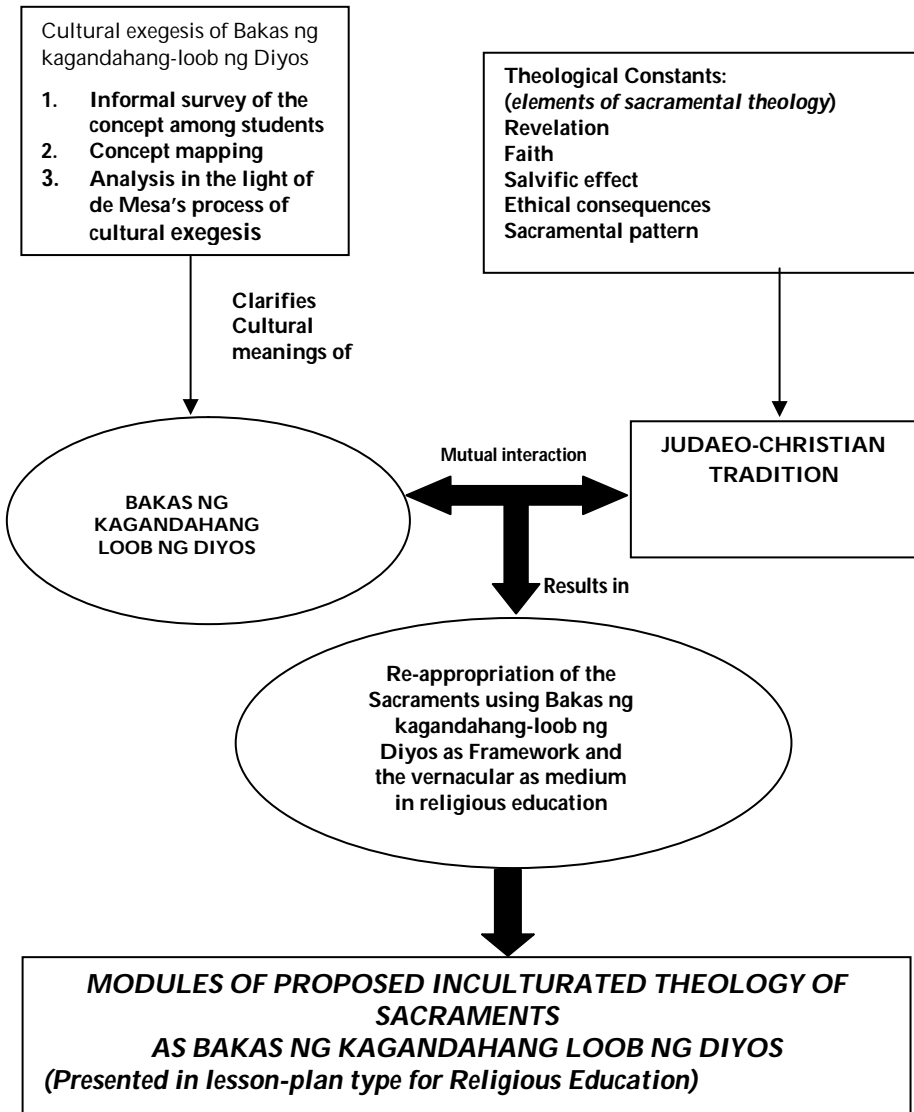 Cultural exegesis of Bakas ng
kagandahang-loob ng Diyos
1. Informal survey of the
concept among students
2. Concept mapping
3. Analysis in the light of
de Mesa's process of
cultural exegesis
Theological Constants:
(elements of sacramental theology)
Revelation
Faith
Salvific effect
Ethical consequences
Sacramental pattern
Clarifies
Cultural
meanings of
BAKAS NG
KAGANDAHANG
LOOB NG DIYOS
Mutual interaction
JUDAEO-CHRISTIAN
TRADITION
Results in
Re-appropriation of the
Sacraments using Bakas ng
kagandahang-loob ng
Diyos as Framework and
the vernacular as medium
in religious education
MODULES OF PROPOSED INCULTURATED THEOLOGY OF
SACRAMENTS
AS BAKAS NG KAGANDAHANG LOOB NG DIYOS
(Presented in lesson-plan type for Religious Education)